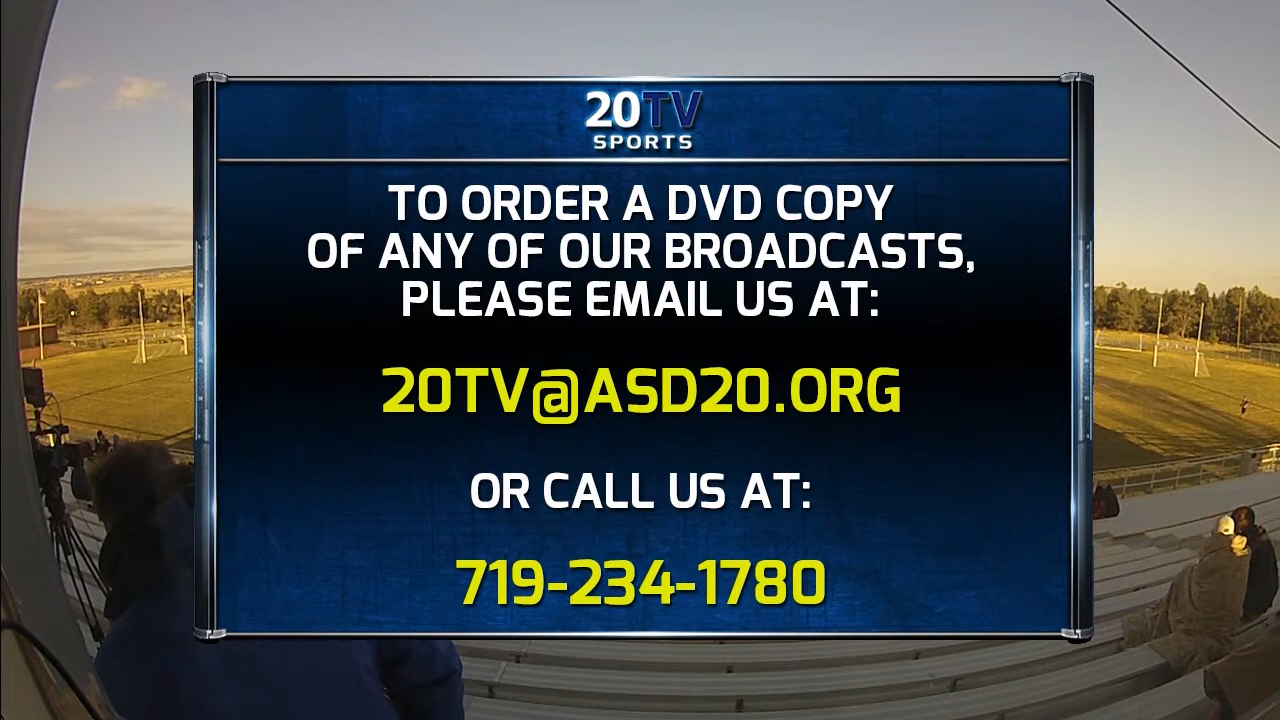 20TV
SPORTS
TO ORDER A DVD COPY
OF ANY OF OUR BROADCASTS,
PLEASE EMAIL US AT:
20TV@ASD20.ORG
OR CALL US AT:
719-234-1780